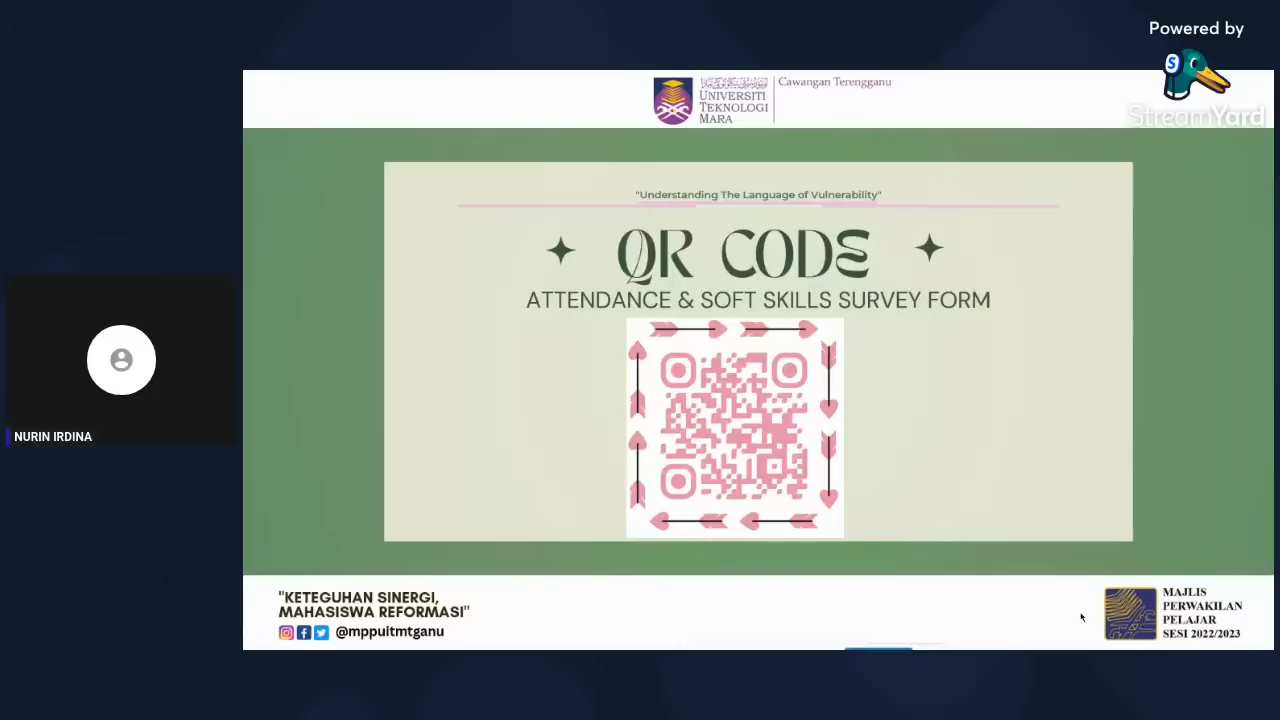 Powered by
StreamYard
UNIVERSITI
TEKNOLOGI
MARA
Cawangan Terengganu
"Understanding The Language of Vulnerability"
QR CODE
ATTENDANCE & SOFT SKILLS SURVEY FORM
NURIN IRDINA
"KETEGUHAN SINERGI,
MAHASISWA REFORMASI"
@mppuitmtganu
MAJLIS
PERWAKILAN
PELAJAR
SESI 2022/2023